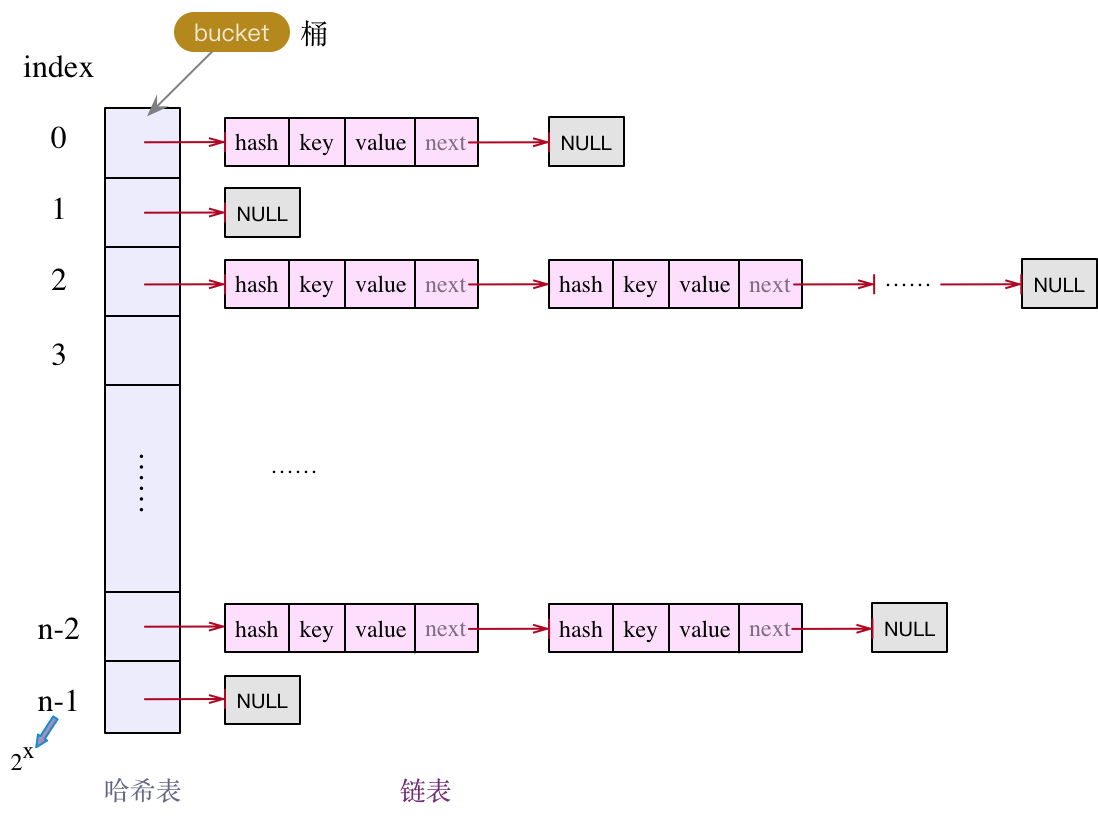 bucket 桶
index
0 hash key value next NULL
1 NULL
2 hash key value next hash key value next …… NULL
3
…… ……
n-2 hash key value next hash key value next NULL
n-1 NULL
2^x
哈希表 链表